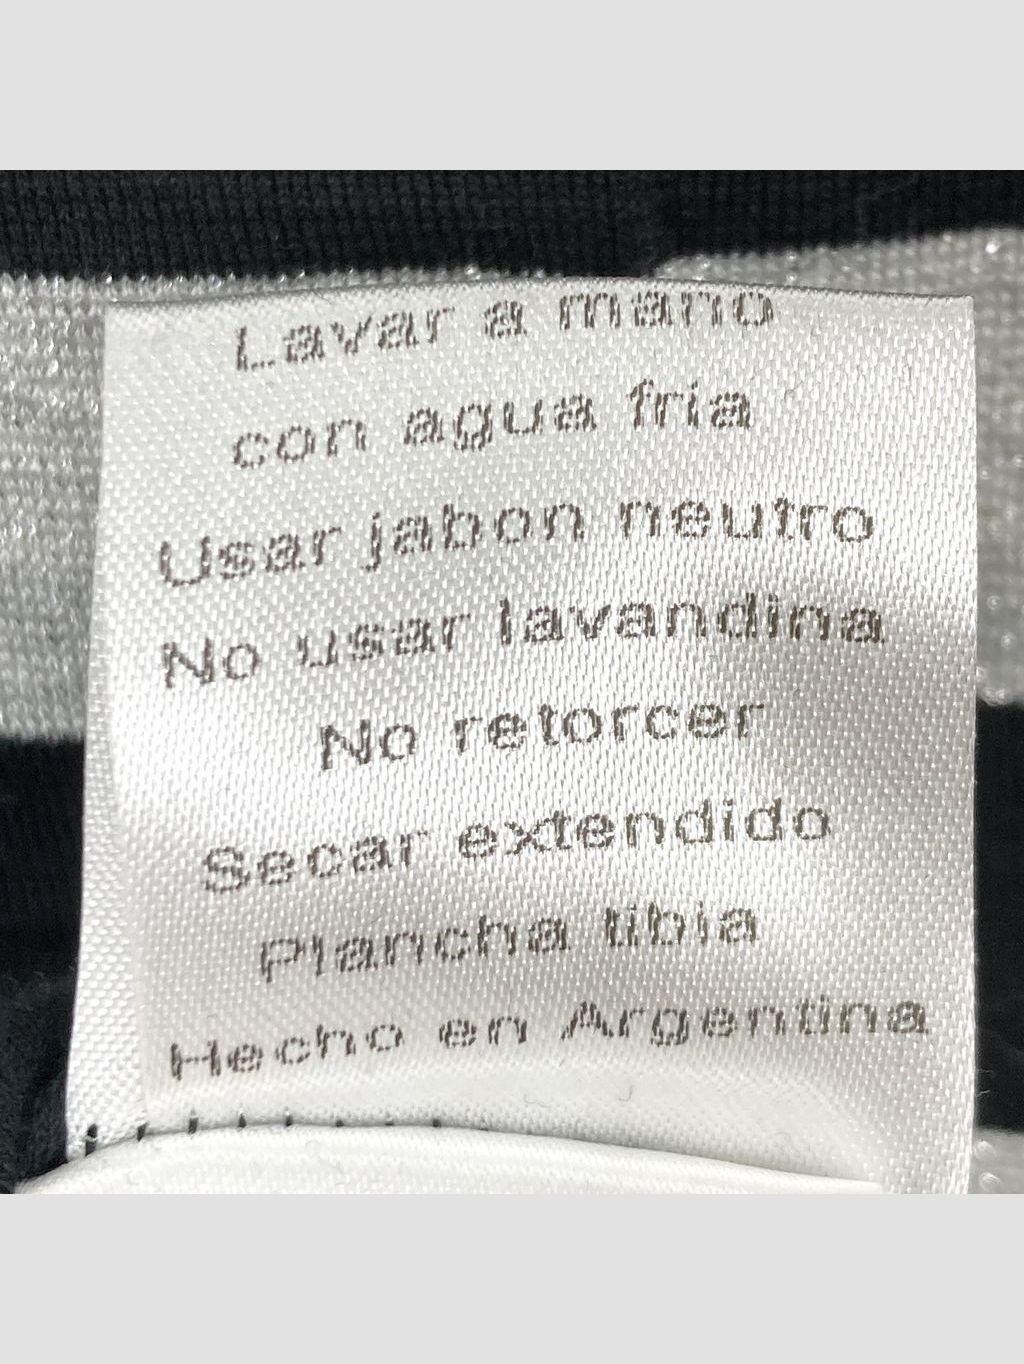 Lavar a mano
con agua fria
Usar jabon neutro
No usar lavandina
No retorcer
Secar extendido
Plancha tibia
Hecho en Argentina